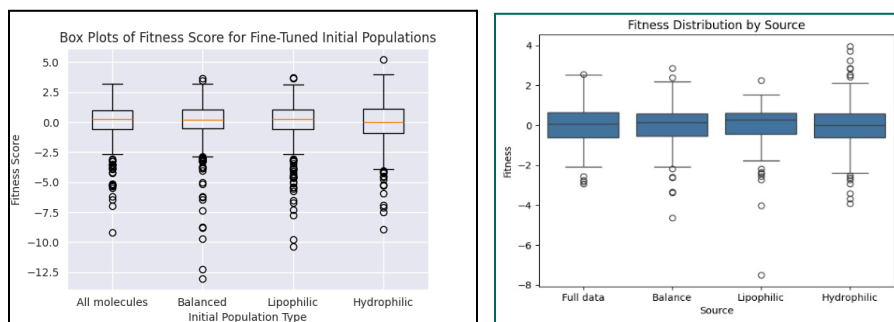 Box Plots of Fitness Score for Fine-Tuned Initial Populations
5.0
2.5
0.0
−2.5
−5.0
−7.5
−10.0
−12.5
Fitness Score
All molecules Balanced Lipophilic Hydrophilic
Initial Population Type
Fitness Distribution by Source
4
2
0
−2
−4
−6
−8
Fitness
Full data Balance Lipophilic Hydrophilic
Source